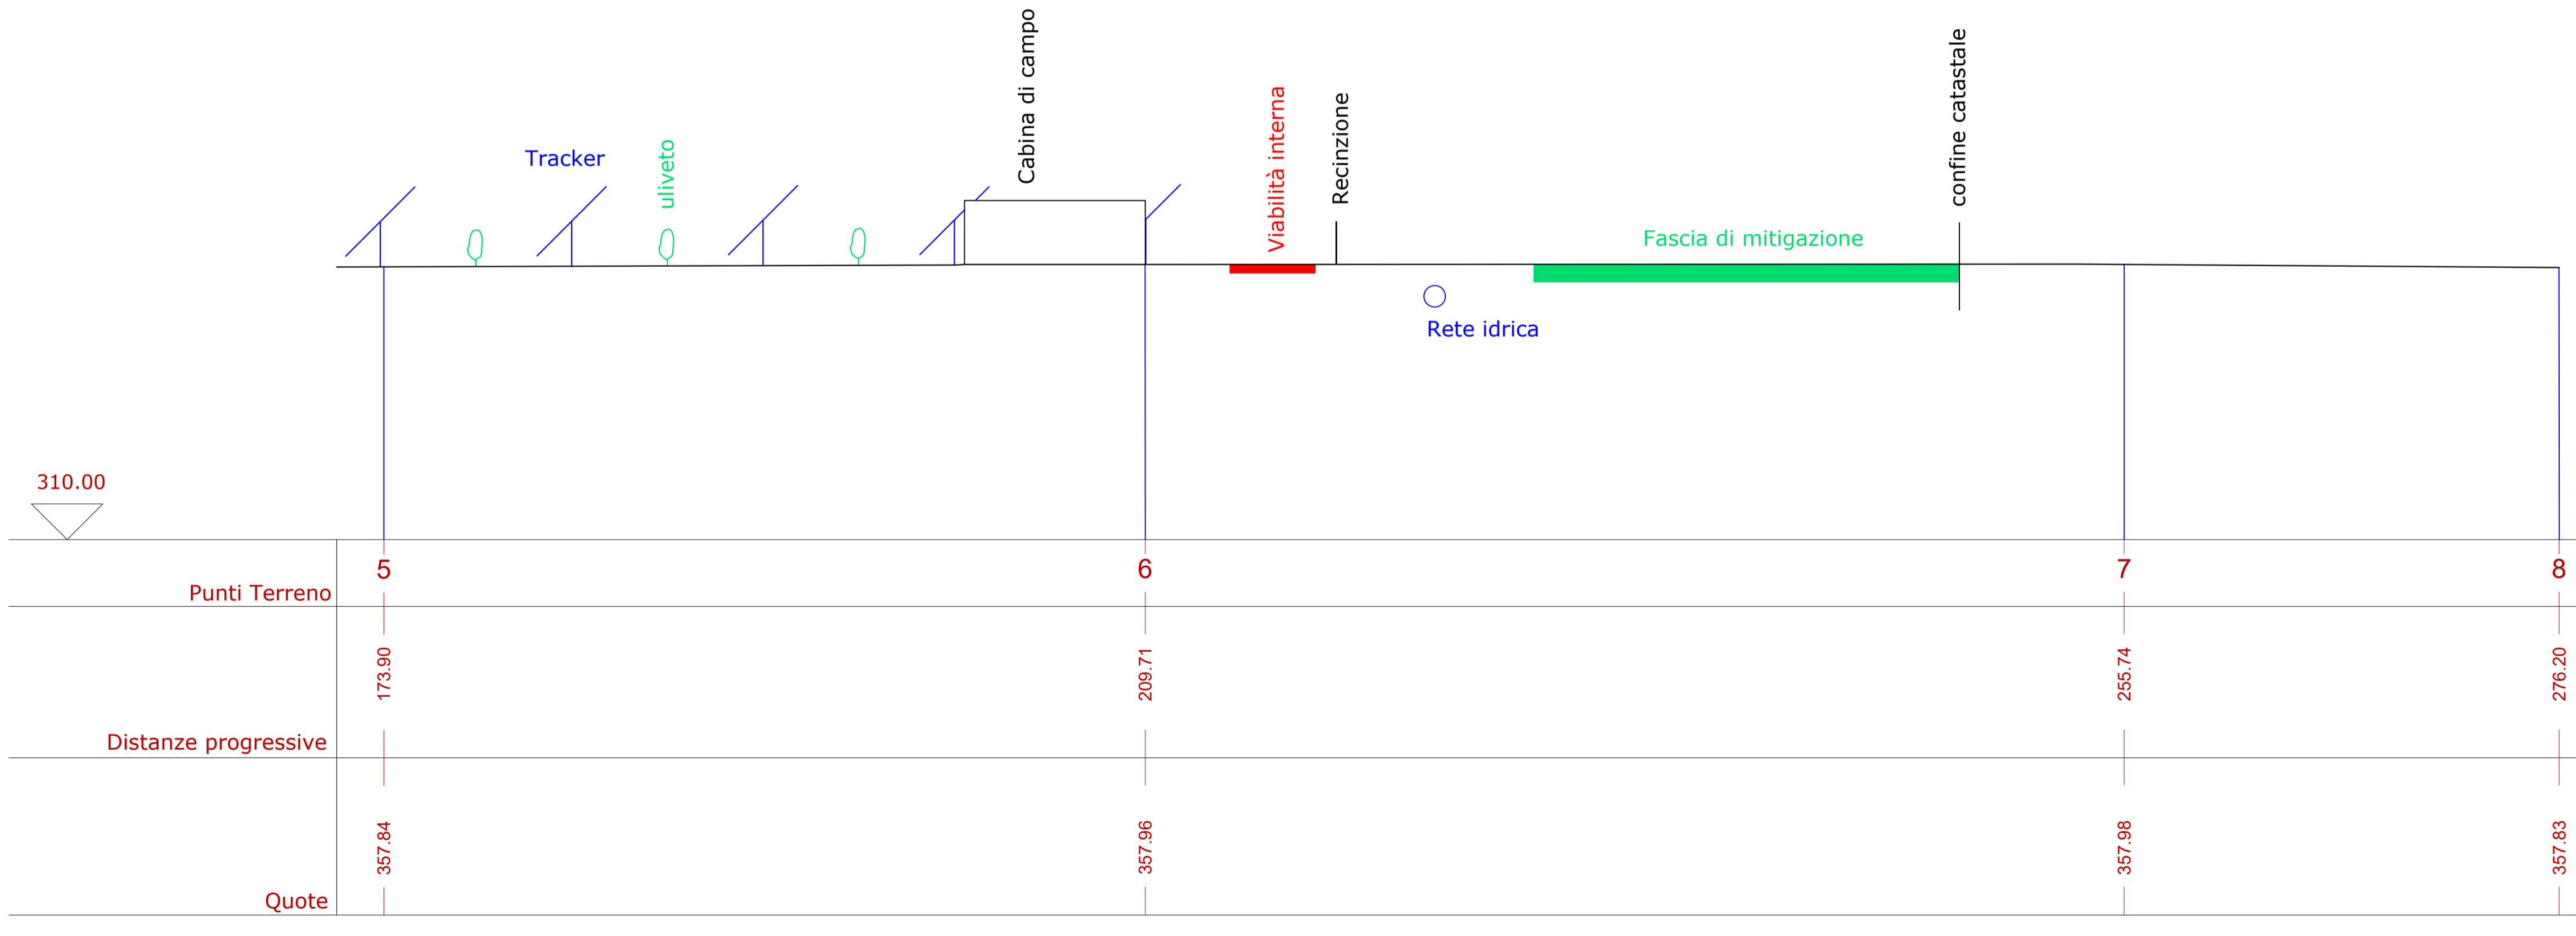 Cabina di campo
confine catastale
Viabilità interna
Recinzione
Tracker
uliveto
Fascia di mitigazione
Rete idrica
310.00
5 6 7 8
Punti Terreno
173.90 209.71 255.74 276.20
Distanze progressive
357.84 357.96 357.98 357.83
Quote